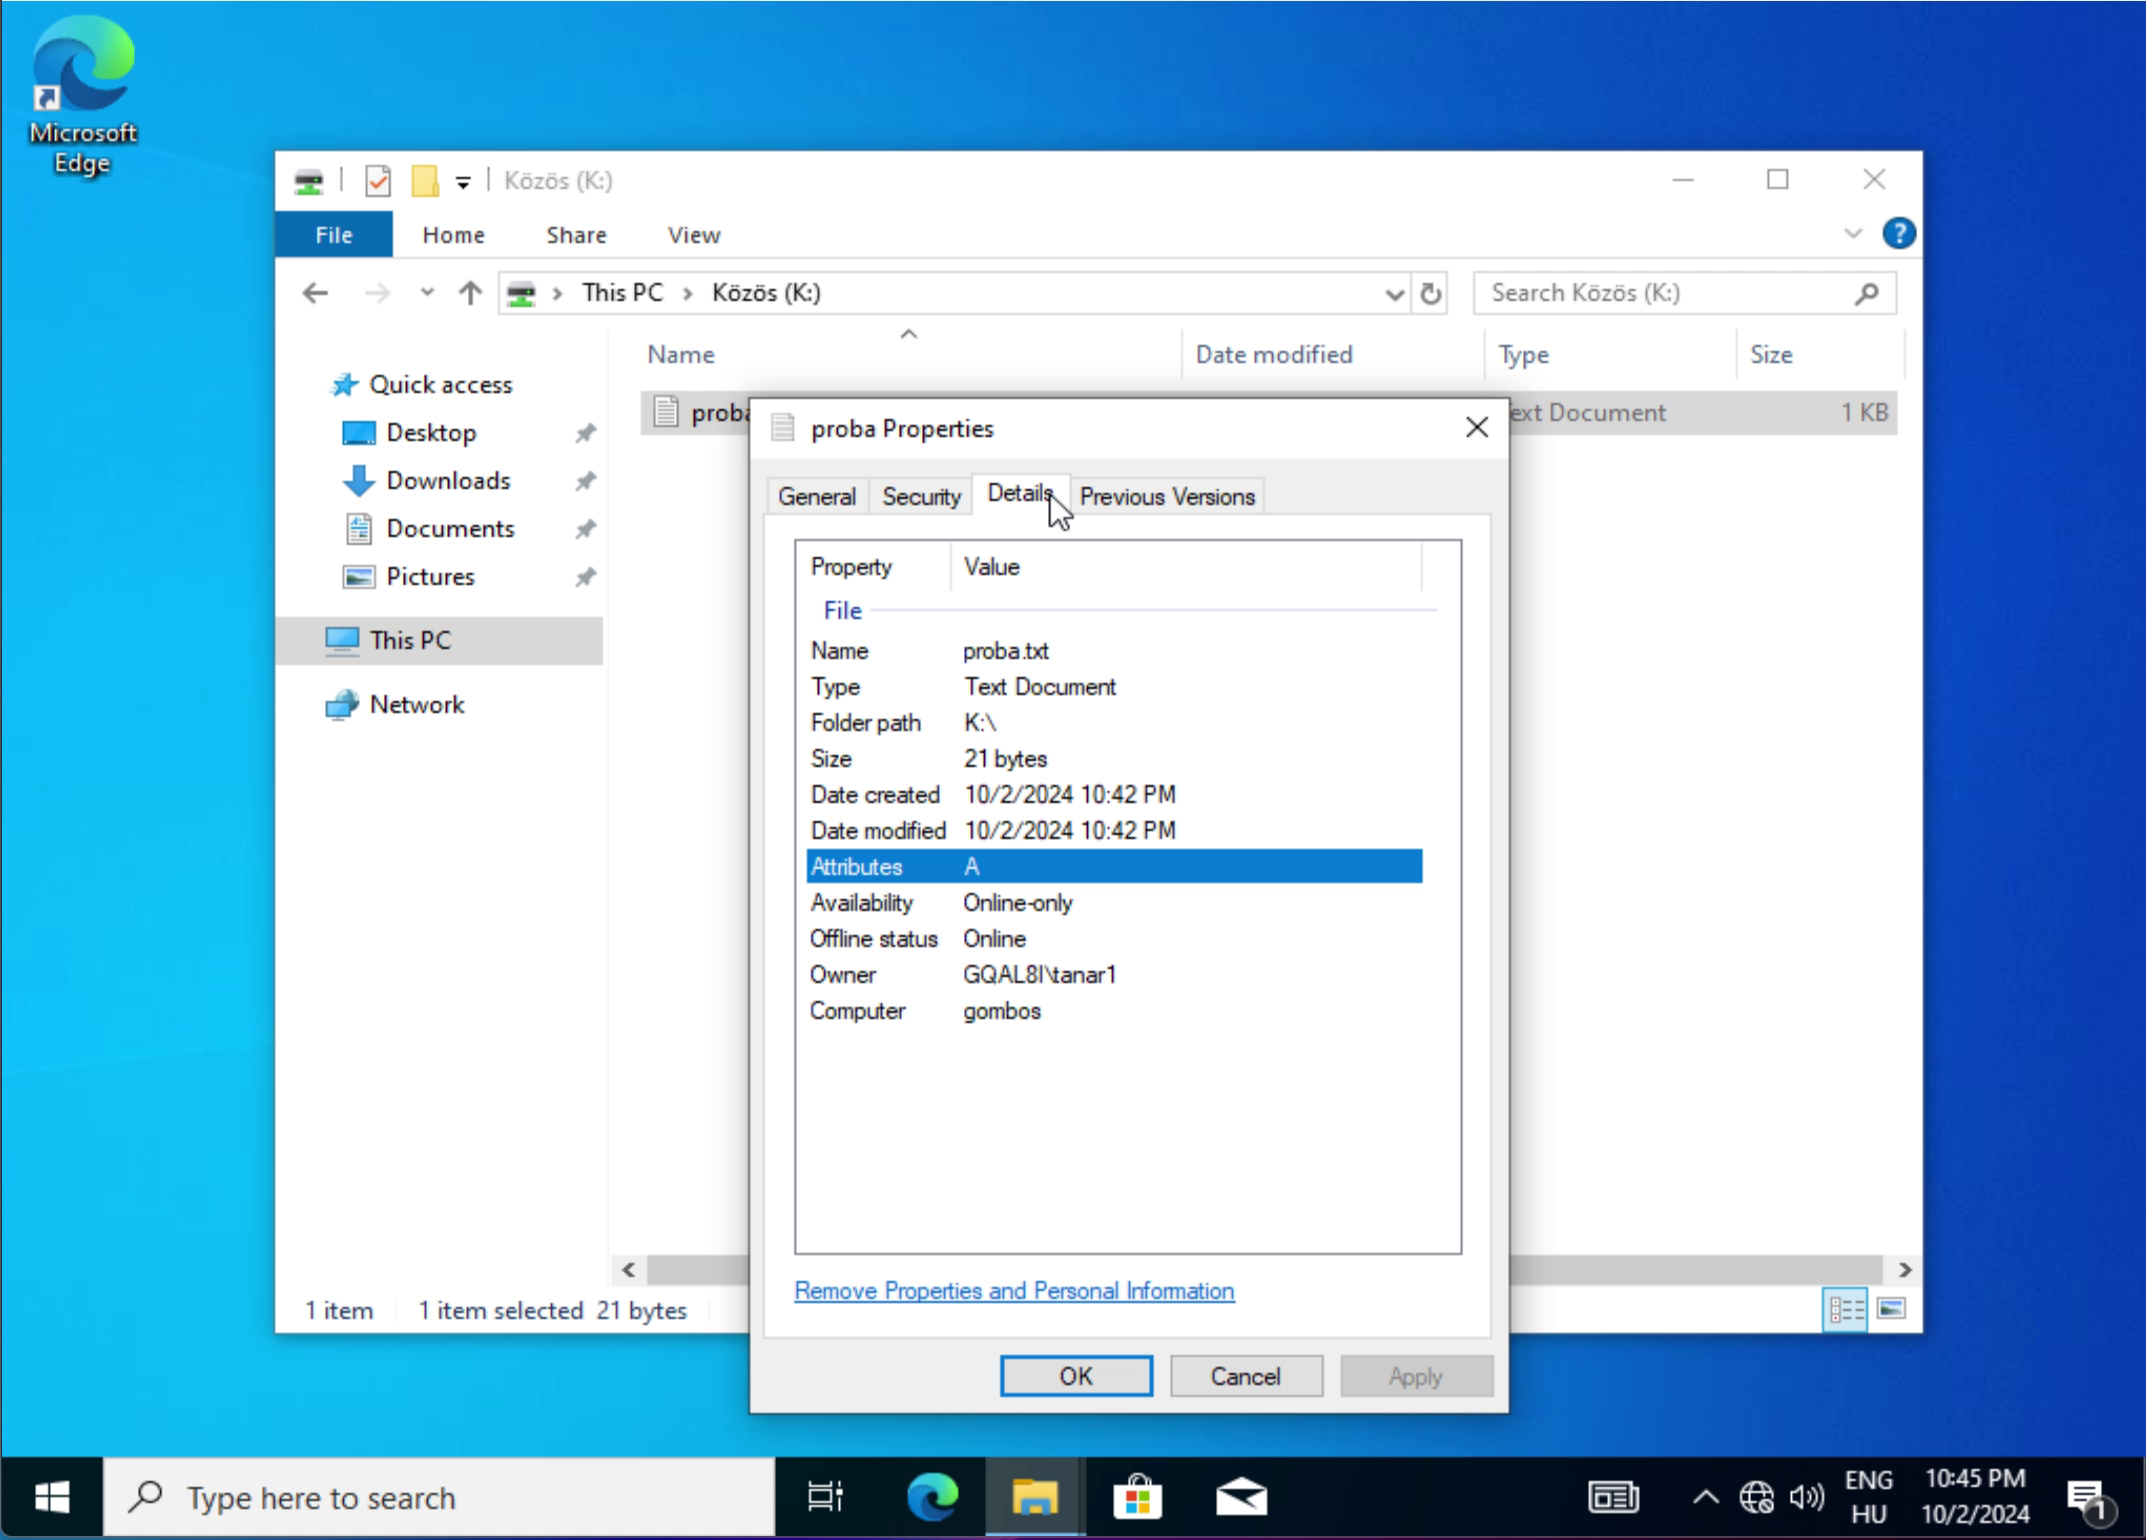 Microsoft
Edge
Közös (K:)
File Home Share View
This PC > Közös (K:)
Search Közös (K:)
Name Date modified Type Size
Quick access
Desktop
Downloads
Documents
Pictures
This PC
Network
1 KB
proba Properties
General Security Details Previous Versions
Property Value
File
Name proba.txt
Type Text Document
Folder path K:\
Size 21 bytes
Date created 10/2/2024 10:42 PM
Date modified 10/2/2024 10:42 PM
Attributes A
Availability Online-only
Offline status Online
Owner GQAL8I\tanar1
Computer gombos
Remove Properties and Personal Information
OK Cancel Apply
1 item 1 item selected 21 bytes
Type here to search
ENG
HU
10:45 PM
10/2/2024
1